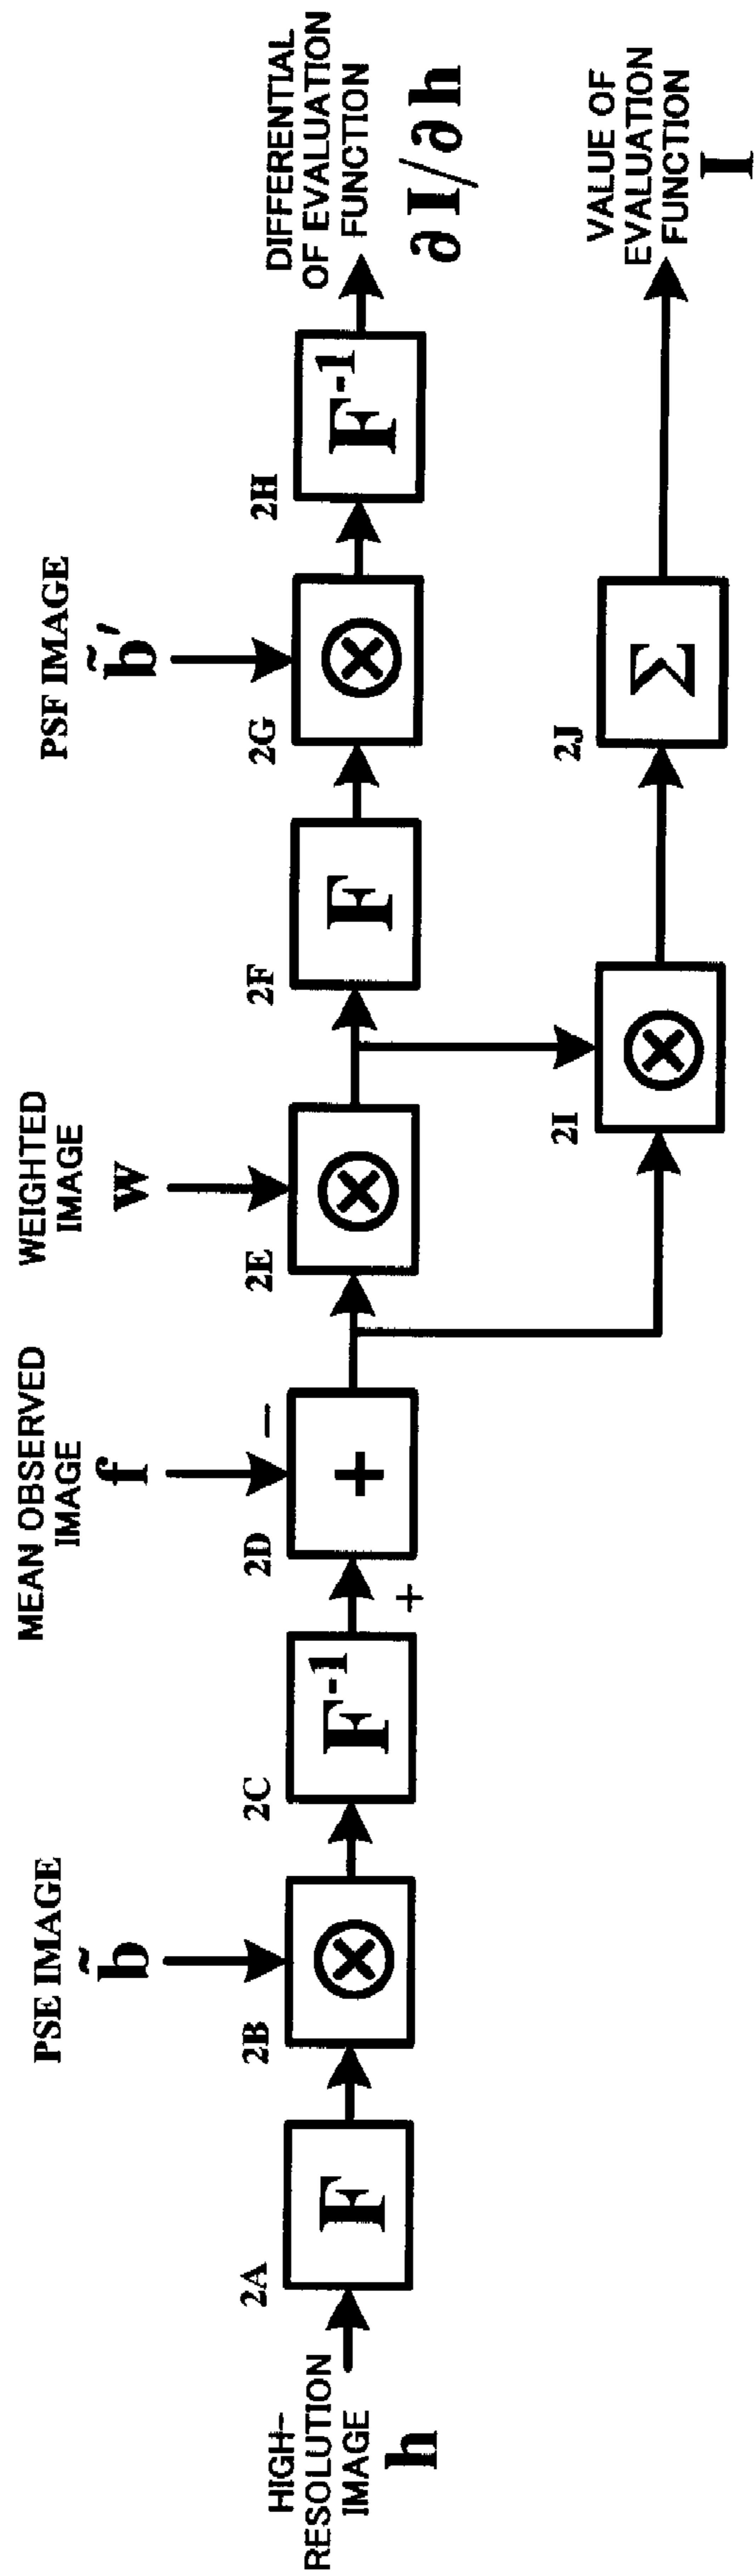 HIGH-
RESOLUTION
IMAGE
h
2A
F
PSE IMAGE
b̃
2B
⊗
2C
F⁻¹
+
MEAN OBSERVED
IMAGE
f
−
2D
+
WEIGHTED
IMAGE
w
2E
⊗
2F
F
PSF IMAGE
b̃′
2G
⊗
2H
F⁻¹
DIFFERENTIAL
OF EVALUATION
FUNCTION
∂I/∂h
2I
⊗
2J
Σ
VALUE OF
EVALUATION
FUNCTION
I